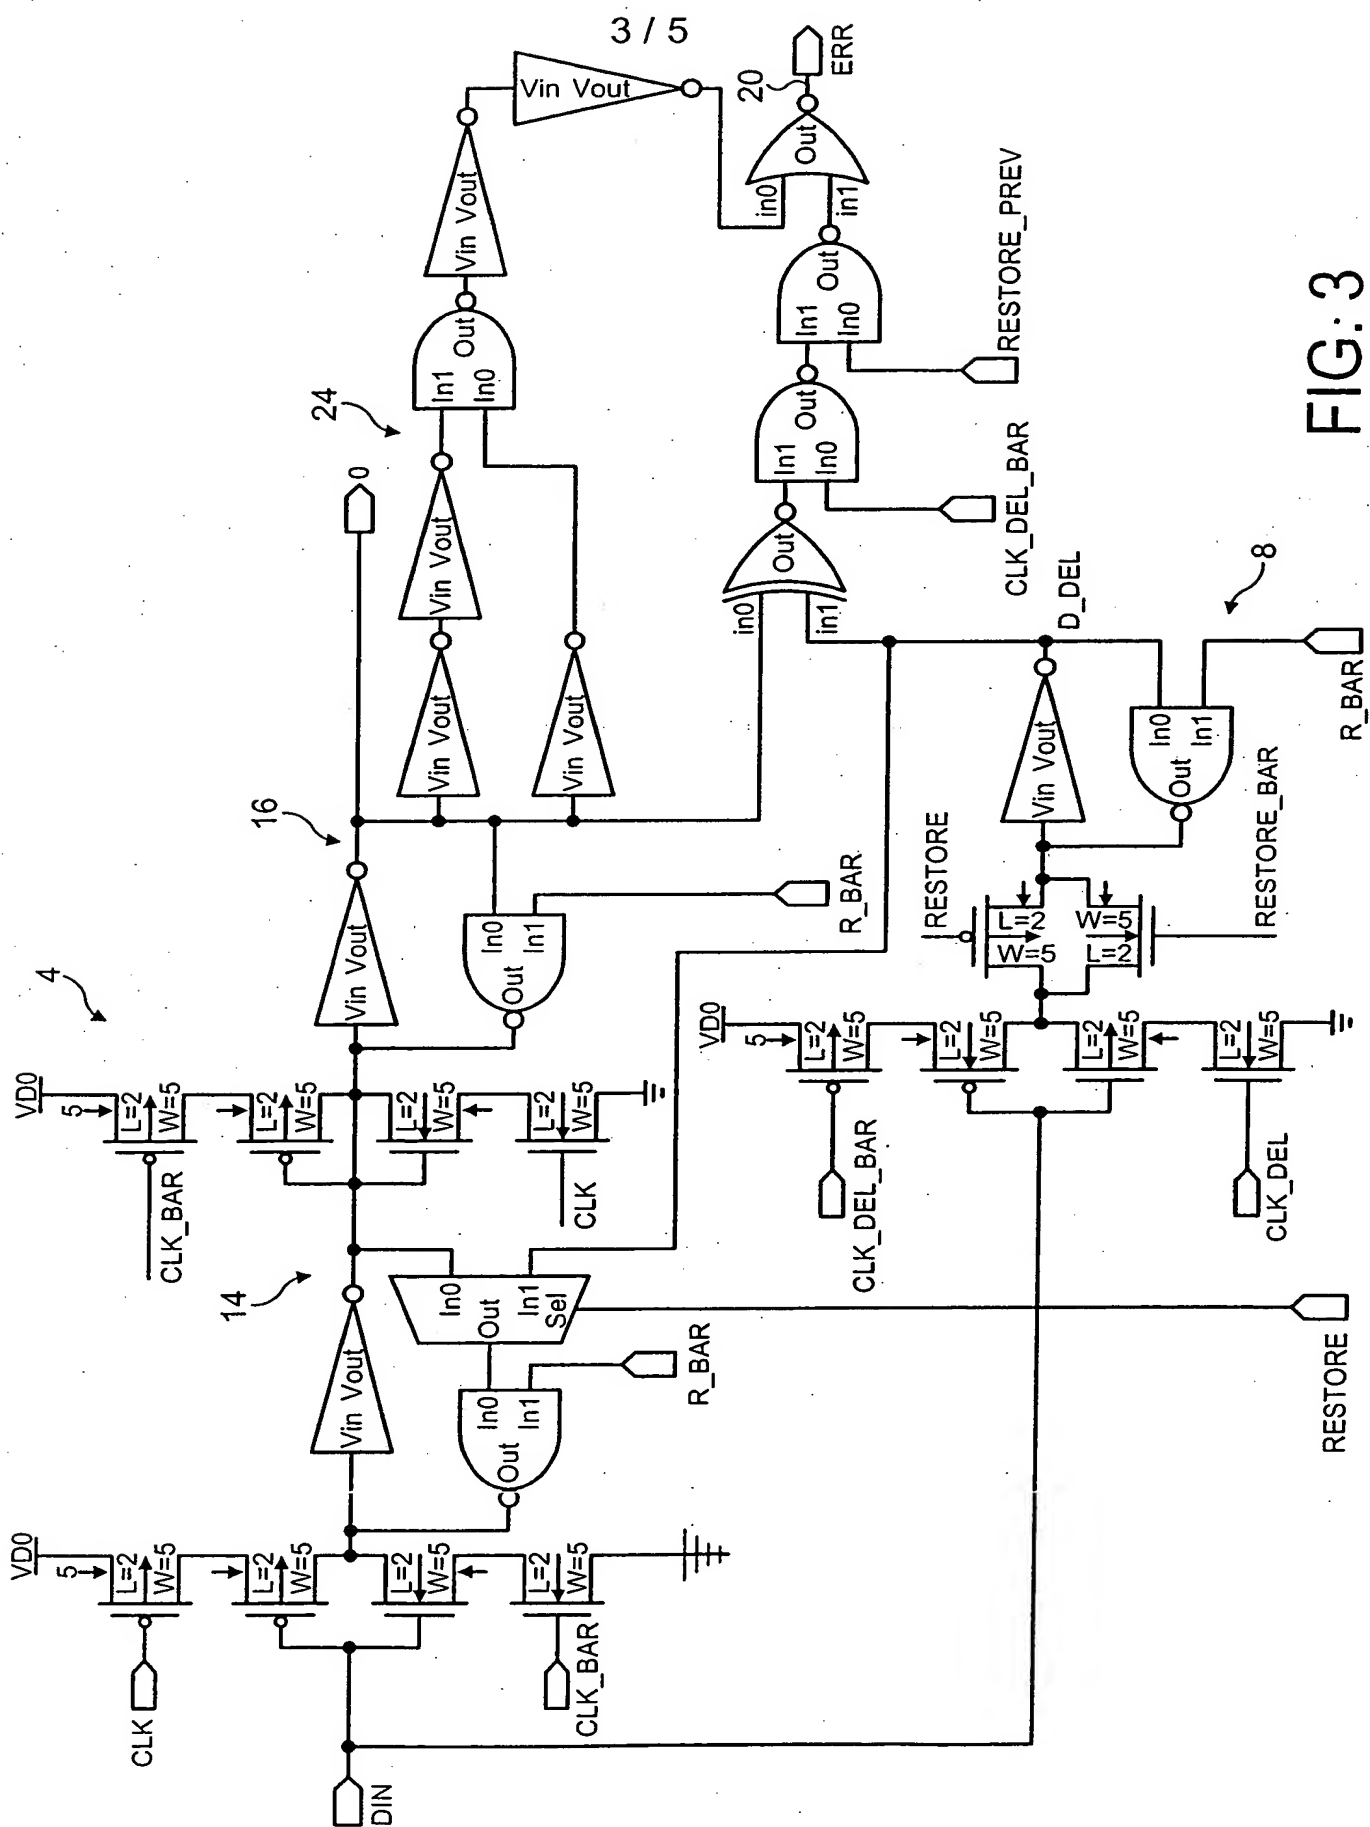 3 / 5
FIG. 3
DIN
CLK
VD0
5
L=2
W=5
L=2
W=5
L=2
W=5
L=2
W=5
CLK_BAR
Vin Vout
14
In0
In1
Out
R_BAR
In0
In1
Out
Sel
RESTORE
4
VD0
5
CLK_BAR
L=2
W=5
L=2
W=5
L=2
W=5
L=2
W=5
CLK
Vin Vout
16
In0
In1
Out
R_BAR
0
Vin Vout
Vin Vout
Vin Vout
24
In1
In0
Out
Vin Vout
Vin Vout
in0
in1
Out
CLK_DEL_BAR
In1
In0
Out
RESTORE_PREV
In1
In0
Out
in0
in1
Out
20
ERR
VD0
5
CLK_DEL_BAR
L=2
W=5
L=2
W=5
L=2
W=5
L=2
W=5
CLK_DEL
RESTORE
L=2
W=5
W=5
L=2
RESTORE_BAR
Vin Vout
D_DEL
In0
In1
Out
R_BAR
8